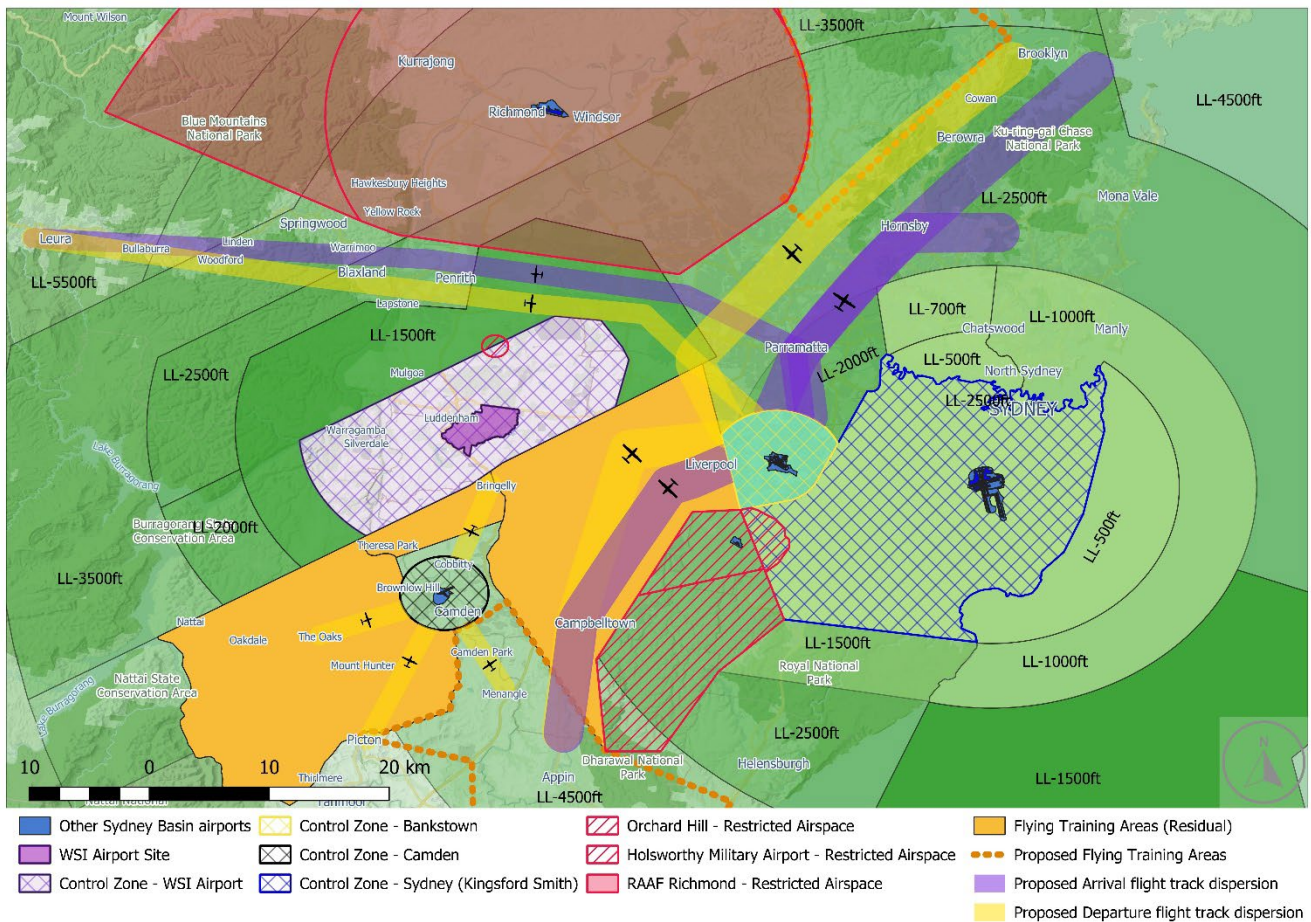 Mount Wilson
LL-3500ft
Brooklyn
Kurrajong
LL-4500ft
Cowan
Richmond
Windsor
Blue Mountains
National Park
Berowra
Ku-ring-gai Chase
National Park
Hawkesbury Heights
LL-2500ft
Mona Vale
Yellow Rock
Springwood
Hornsby
Leura
Linden
Bullaburra
Warrimoo
Woodford
Blaxland
Penrith
LL-5500ft
Lapstone
LL-700ft
LL-1000ft
Chatswood
Manly
LL-1500ft
Parramatta
LL-2000ft
LL-500ft
LL-2500ft
Mulgoa
North Sydney
LL-2500ft
SYDNEY
Luddenham
Warragamba
Silverdale
Lake Burragorang
Liverpool
Bringelly
Burragorang State
Conservation Area
LL-2000ft
LL-500ft
Theresa Park
Cobbitty
LL-3500ft
Brownlow Hill
Camden
Nattai
Campbelltown
Oakdale
The Oaks
LL-1500ft
Camden Park
LL-1000ft
Mount Hunter
Royal National
Park
Nattai State
Conservation Area
Menangle
Lake Burragorang
Picton
LL-2500ft
Dharawal National
Park
Helensburgh
N
10 0 10 20 km
Thirlmere
Appin
LL-1500ft
LL-4500ft
Other Sydney Basin airports
Control Zone - Bankstown
Orchard Hill - Restricted Airspace
Flying Training Areas (Residual)
WSI Airport Site
Control Zone - Camden
Holsworthy Military Airport - Restricted Airspace
Proposed Flying Training Areas
Control Zone - WSI Airport
Control Zone - Sydney (Kingsford Smith)
RAAF Richmond - Restricted Airspace
Proposed Arrival flight track dispersion
Proposed Departure flight track dispersion